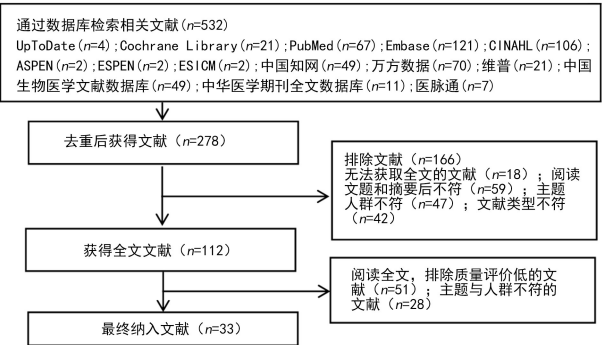 通过数据库检索相关文献(n=532)
UpToDate(n=4);Cochrane Library(n=21);PubMed(n=67);Embase(n=121);CINAHL(n=106);
ASPEN(n=2);ESPEN(n=2);ESICM(n=2);中国知网(n=49);万方数据(n=70);维普(n=21);中国
生物医学文献数据库(n=49);中华医学期刊全文数据库(n=11);医脉通(n=7)
去重后获得文献（n=278）
排除文献（n=166）
无法获取全文的文献（n=18）；阅读
文题和摘要后不符（n=59）；主题
人群不符（n=47）；文献类型不符
（n=42）
获得全文文献（n=112）
阅读全文，排除质量评价低的文
献（n=51）；主题与人群不符的
文献（n=28）
最终纳入文献（n=33）